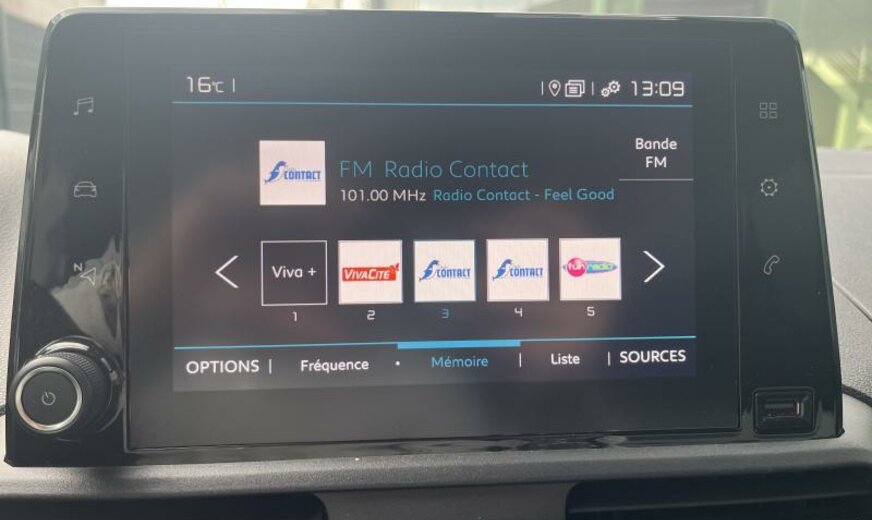 16°C
13:09
Bande
FM
CONTACT
FM Radio Contact
101.00 MHz Radio Contact - Feel Good
Viva +
VIVACITÉ
CONTACT
CONTACT
fun radio
1
2
3
4
5
N
OPTIONS
Fréquence
Mémoire
Liste
SOURCES